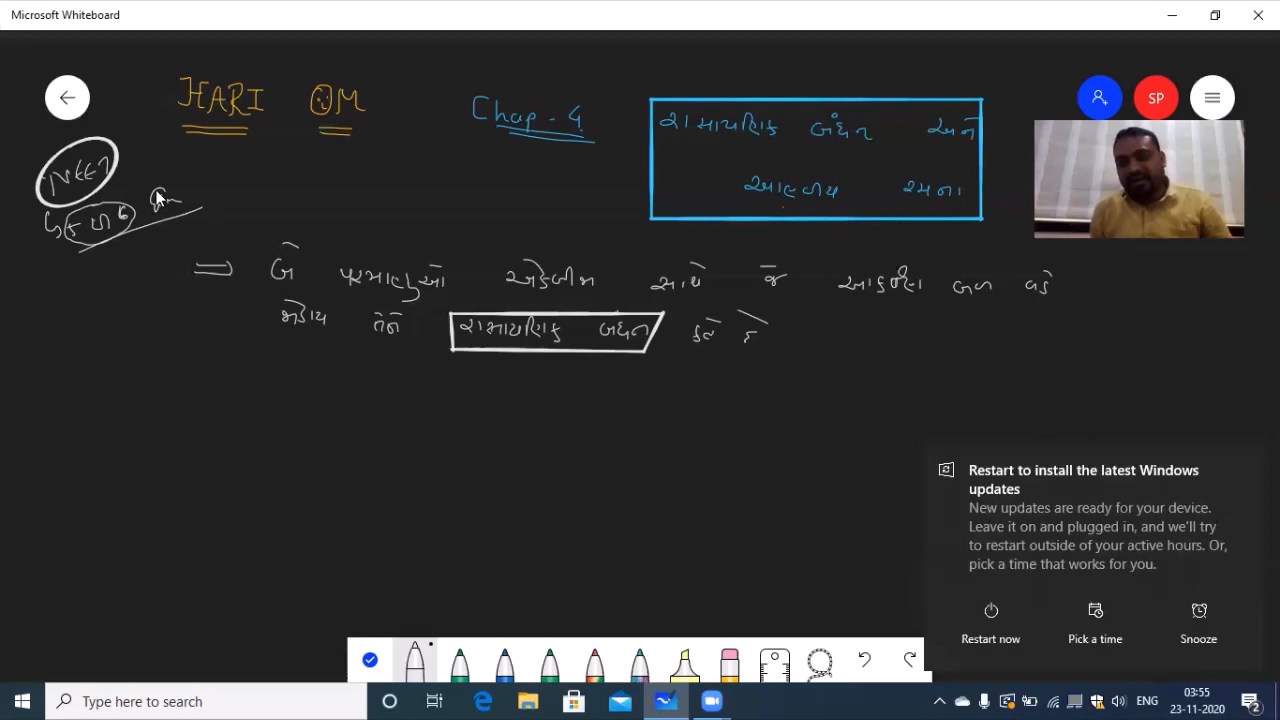 Microsoft Whiteboard
HARI OM
Chap - 4
રાસાયણિક બંધન અને
આણ્વીય રચના
SP
NEET
બે પરમાણુઓ એકબીજા સાથે જે આકર્ષણ બળ વડે
જોડાય તેને રાસાયણિક બંધન કહે છે
Restart to install the latest Windows
updates
New updates are ready for your device.
Leave it on and plugged in, and we'll try
to restart outside of your active hours. Or,
pick a time that works for you.
Restart now Pick a time Snooze
Type here to search
ENG
03:55
23-11-2020
2